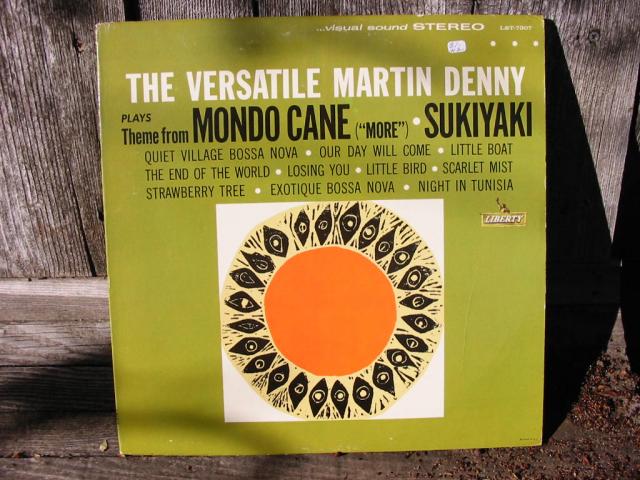 ...visual sound STEREO LST-7307
THE VERSATILE MARTIN DENNY
PLAYS
Theme from MONDO CANE ("MORE") • SUKIYAKI
QUIET VILLAGE BOSSA NOVA • OUR DAY WILL COME • LITTLE BOAT
THE END OF THE WORLD • LOSING YOU • LITTLE BIRD • SCARLET MIST
STRAWBERRY TREE • EXOTIQUE BOSSA NOVA • NIGHT IN TUNISIA
LIBERTY